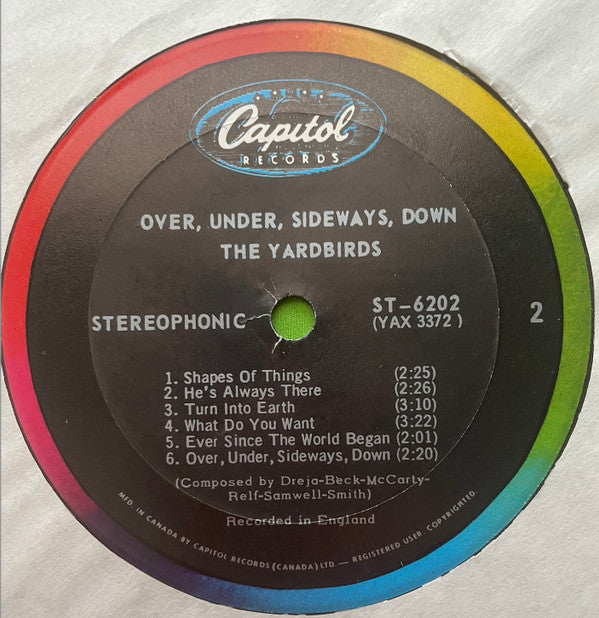 Capitol
RECORDS
OVER, UNDER, SIDEWAYS, DOWN
THE YARDBIRDS
STEREOPHONIC
ST-6202
(YAX 3372 )
2
1. Shapes Of Things (2:25)
2. He's Always There (2:26)
3. Turn Into Earth (3:10)
4. What Do You Want (3:22)
5. Ever Since The World Began (2:01)
6. Over, Under, Sideways, Down (2:20)
(Composed by Dreja-Beck-McCarty-
Relf-Samwell-Smith)
Recorded in England
MFD. IN CANADA BY CAPITOL RECORDS (CANADA) LTD. — REGISTERED USER. COPYRIGHTED.